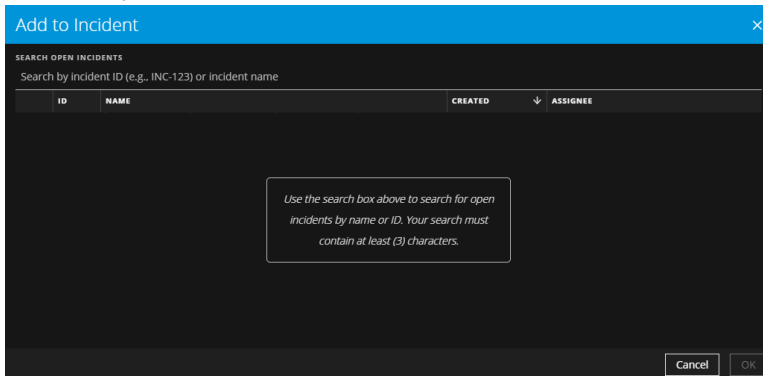 Add to Incident
SEARCH OPEN INCIDENTS
Search by incident ID (e.g., INC-123) or incident name
ID NAME CREATED ASSIGNEE
Use the search box above to search for open
incidents by name or ID. Your search must
contain at least (3) characters.
Cancel OK